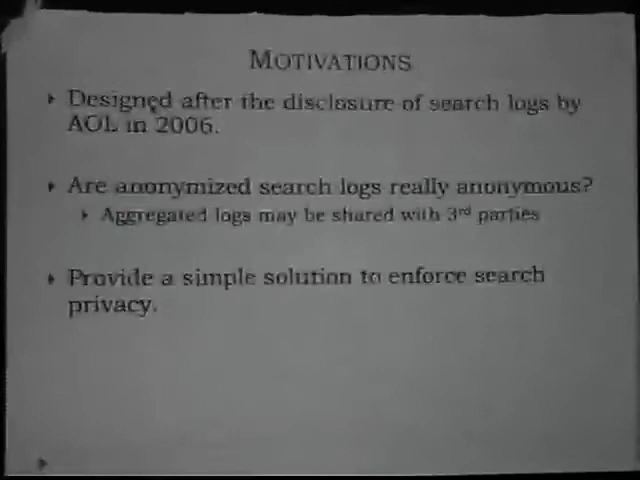 MOTIVATIONS
Designed after the disclosure of search logs by
AOL in 2006.
Are anonymized search logs really anonymous?
Aggregated logs may be shared with 3rd parties
Provide a simple solution to enforce search
privacy.